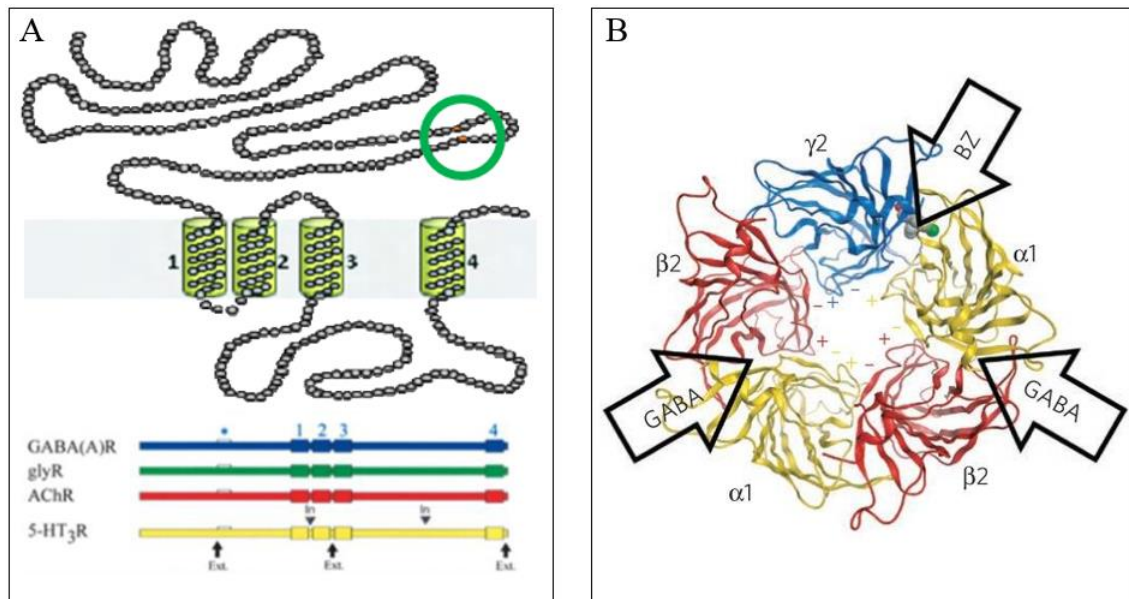 A
1 2 3 4
1 2 3 4
GABA(A)R
glyR
AChR
In In
5-HT3R
Ext. Ext. Ext.
B
BZ
γ2
α1
β2
- + - +
- + + -
- + + -
GABA
GABA
β2
α1